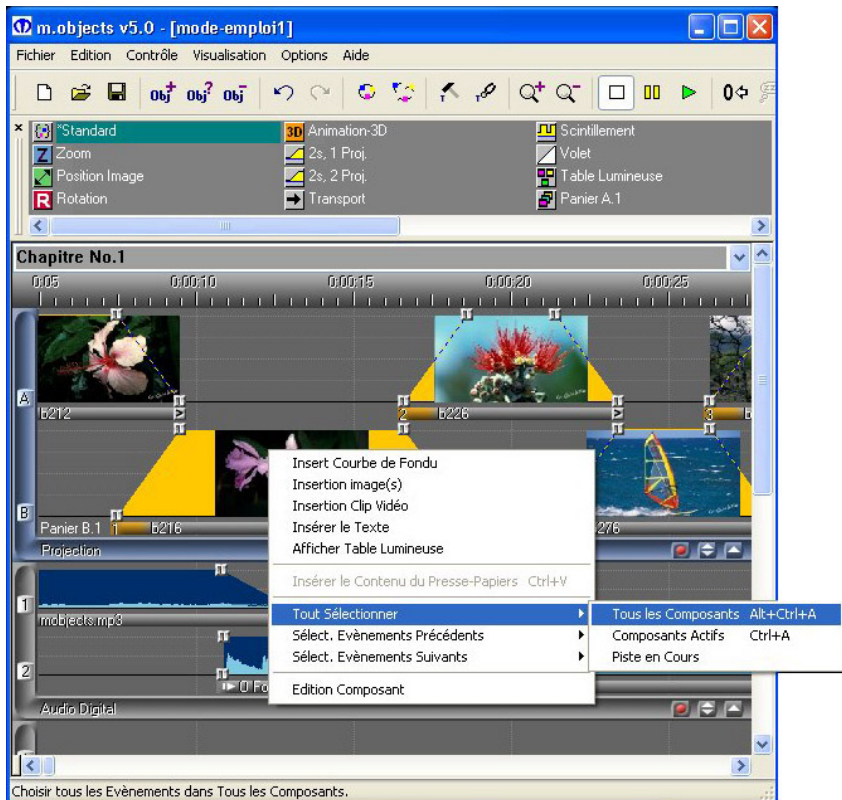 m.objects v5.0 - [mode-emploi1]
Fichier Edition Contrôle Visualisation Options Aide
obj+ obj? obj- T T 0
*Standard 3D Animation-3D Scintillement
Z Zoom 2s, 1 Proj. Volet
Position Image 2s, 2 Proj. Table Lumineuse
R Rotation Transport Panier A.1
Chapitre No.1
0:05 0:00:10 0:00:15 0:00:20 0:00:25
A
b212 2 b226 3 b
Insert Courbe de Fondu
Insertion image(s)
Insertion Clip Vidéo
Insérer le Texte
Afficher Table Lumineuse
Insérer le Contenu du Presse-Papiers Ctrl+V
Tout Sélectionner
Sélect. Evènements Précédents
Sélect. Evènements Suivants
Edition Composant
Tous les Composants Alt+Ctrl+A
Composants Actifs Ctrl+A
Piste en Cours
B
Panier B.1 1 b216 276
Projection
1
mobjects.mp3
2
0 Fo
Audio Digital
Choisir tous les Evènements dans Tous les Composants.